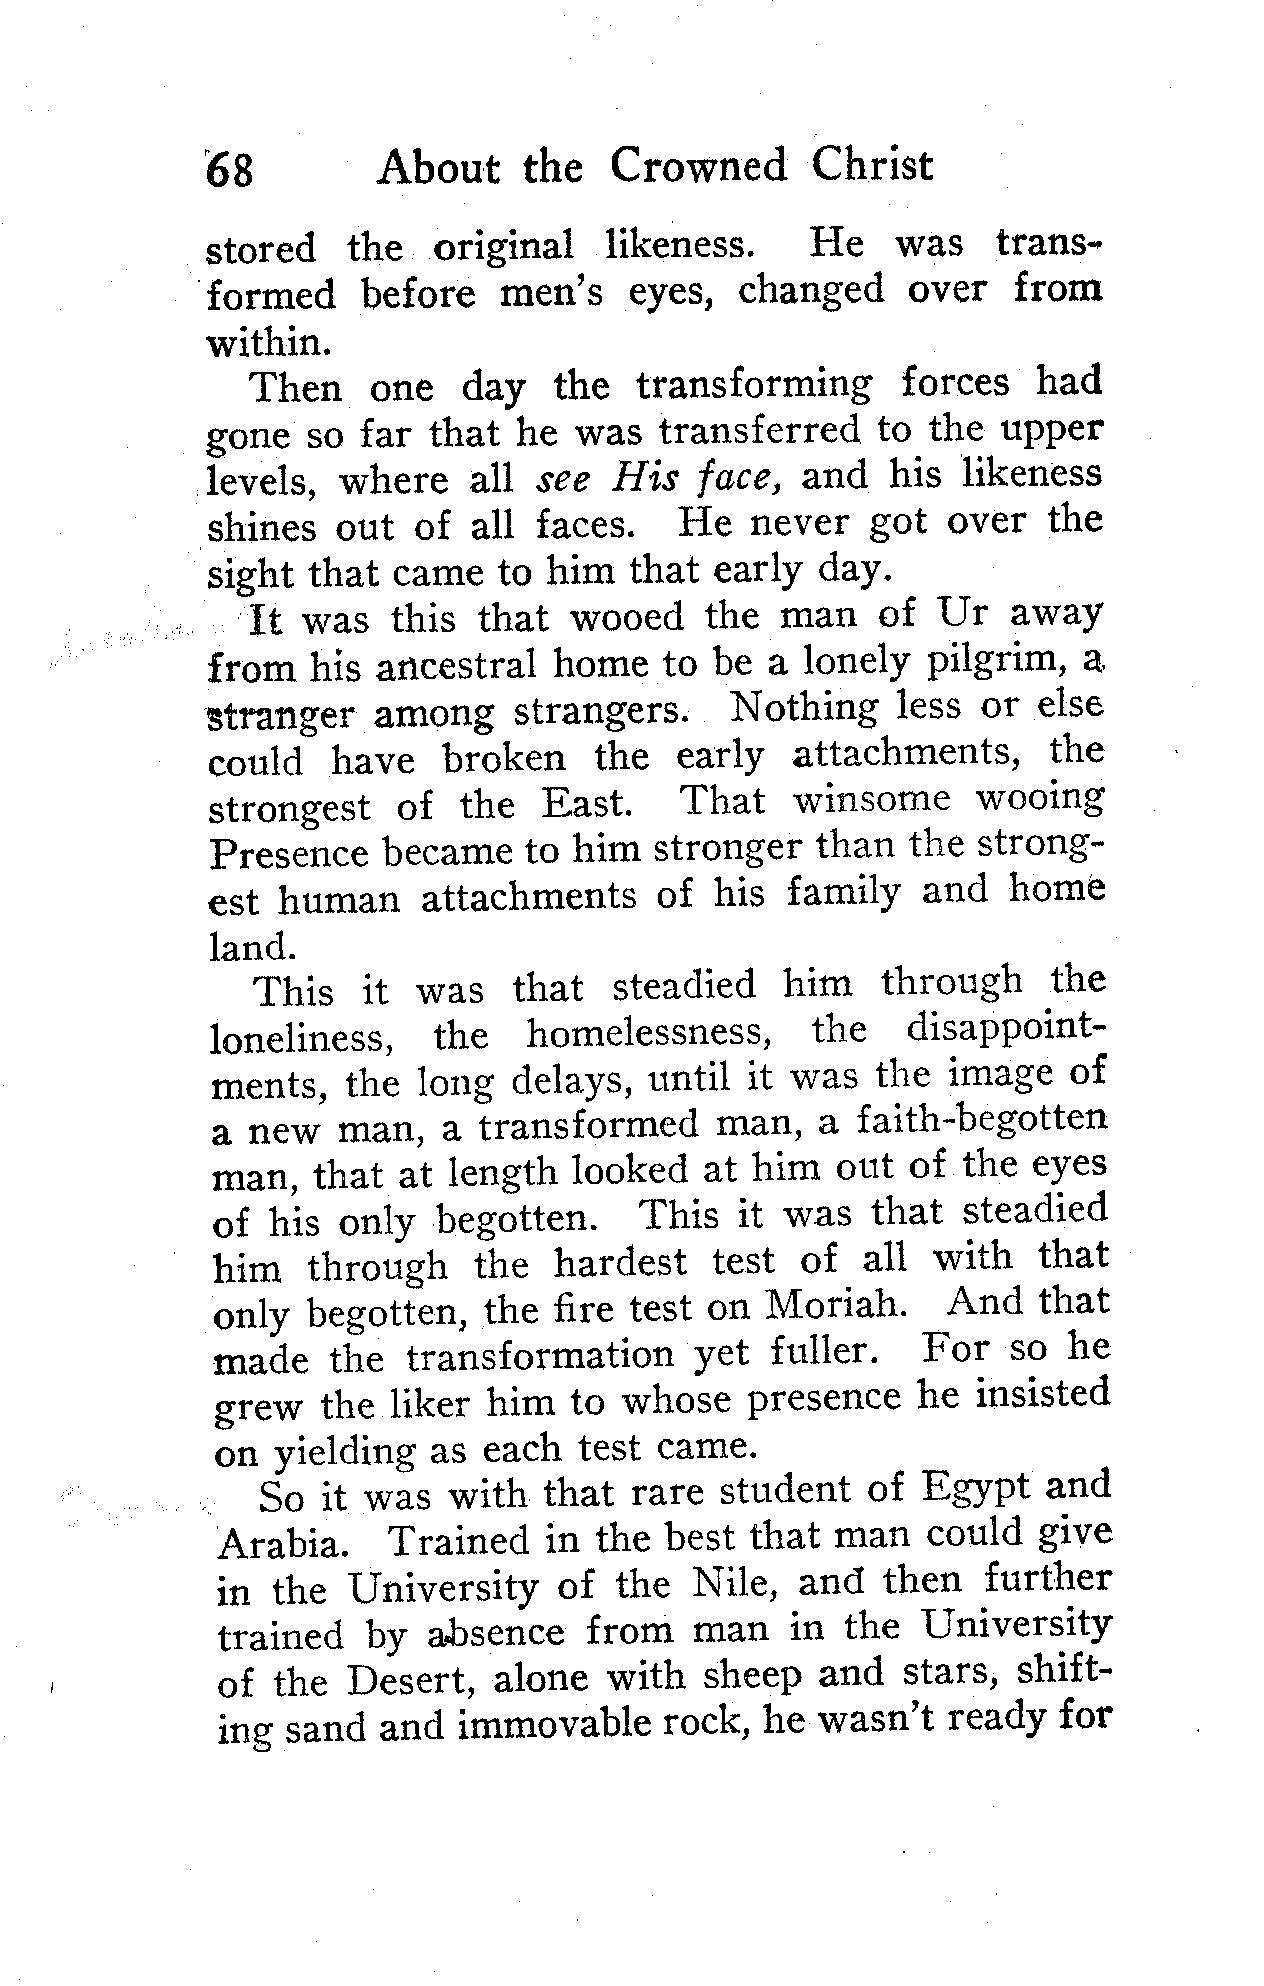 68 About the Crowned Christ
stored the original likeness. He was trans-
formed before men's eyes, changed over from
within.
Then one day the transforming forces had
gone so far that he was transferred to the upper
levels, where all see His face, and his likeness
shines out of all faces. He never got over the
sight that came to him that early day.
It was this that wooed the man of Ur away
from his ancestral home to be a lonely pilgrim, a
stranger among strangers. Nothing less or else
could have broken the early attachments, the
strongest of the East. That winsome wooing
Presence became to him stronger than the strong-
est human attachments of his family and home
land.
This it was that steadied him through the
loneliness, the homelessness, the disappoint-
ments, the long delays, until it was the image of
a new man, a transformed man, a faith-begotten
man, that at length looked at him out of the eyes
of his only begotten. This it was that steadied
him through the hardest test of all with that
only begotten, the fire test on Moriah. And that
made the transformation yet fuller. For so he
grew the liker him to whose presence he insisted
on yielding as each test came.
So it was with that rare student of Egypt and
Arabia. Trained in the best that man could give
in the University of the Nile, and then further
trained by absence from man in the University
of the Desert, alone with sheep and stars, shift-
ing sand and immovable rock, he wasn't ready for